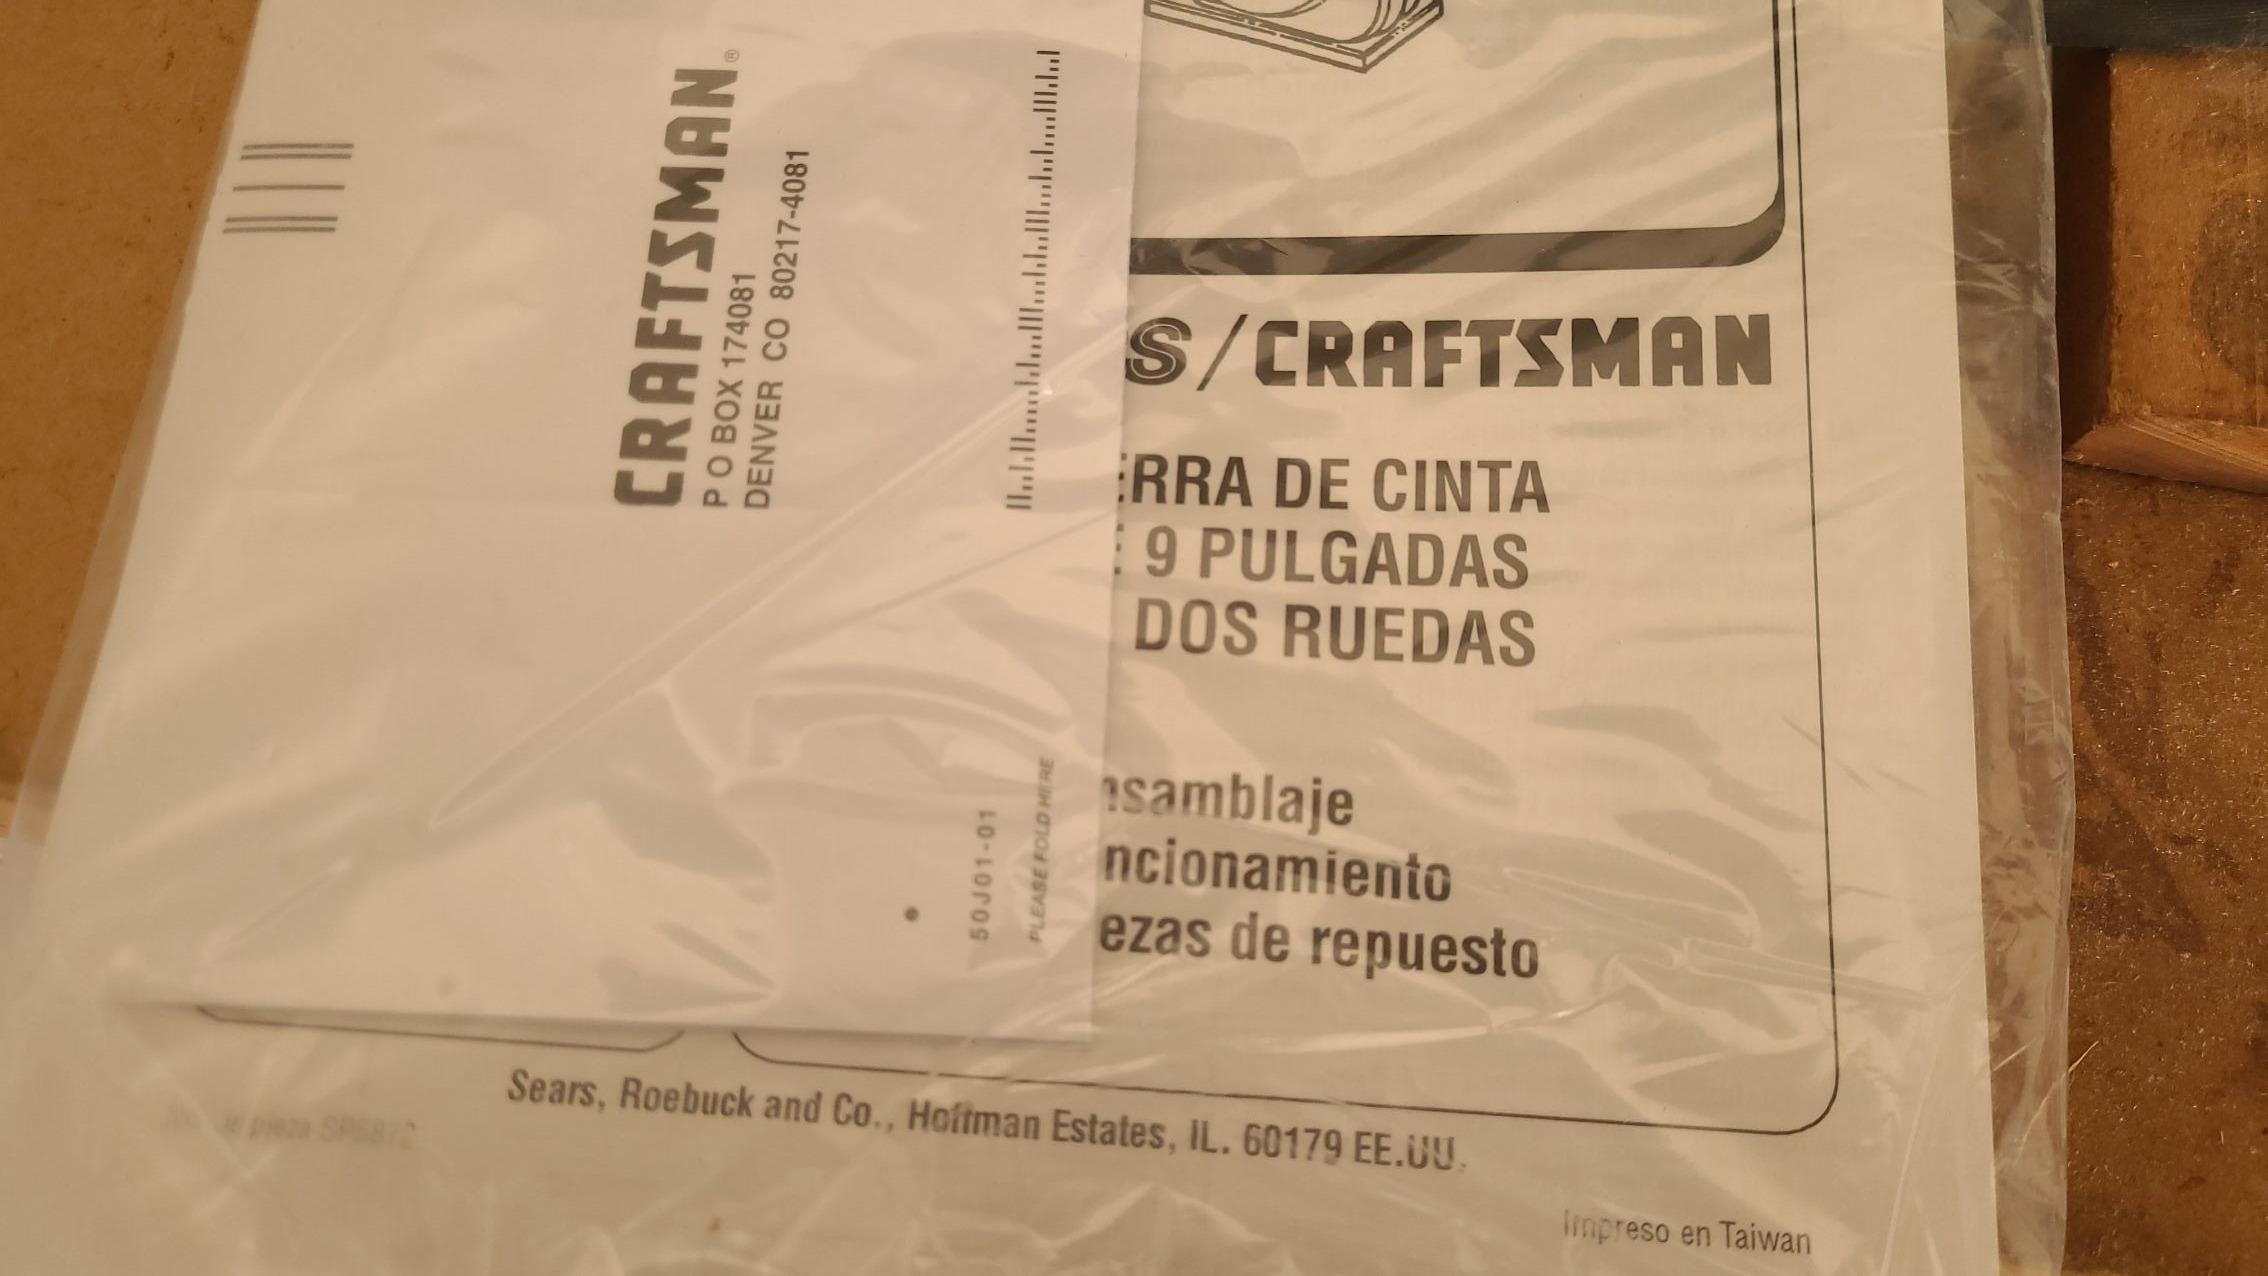 CRAFTSMAN®
P O BOX 174081
DENVER CO 80217-4081
50J01-01
PLEASE FOLD HERE
S/CRAFTSMAN
ERRA DE CINTA
E 9 PULGADAS
DOS RUEDAS
nsamblaje
ncionamiento
ezas de repuesto
Sears, Roebuck and Co., Hoffman Estates, IL. 60179 EE.UU.
pieza SP5872
Impreso en Taiwan